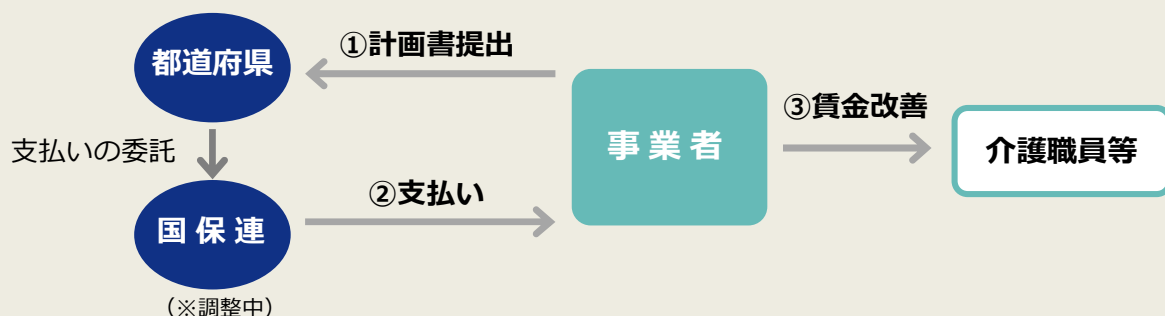 ①計画書提出
都道府県
事業者
③賃金改善
介護職員等
支払いの委託
②支払い
国保連
（※調整中）